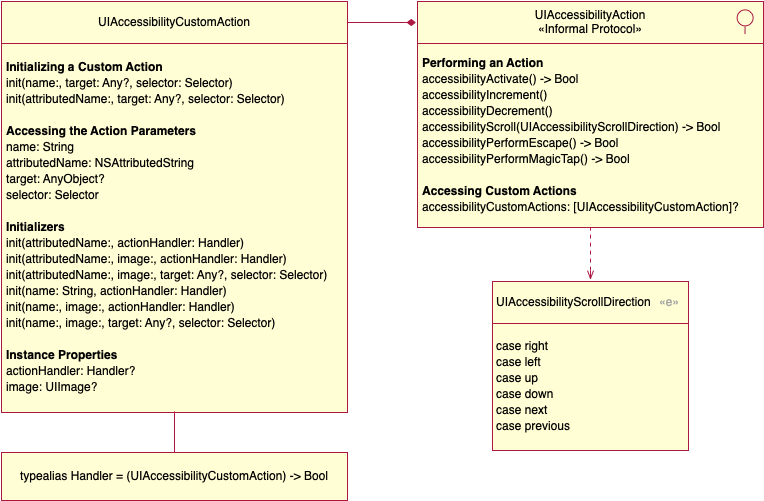 UIAccessibilityCustomAction
Initializing a Custom Action
init(name:, target: Any?, selector: Selector)
init(attributedName:, target: Any?, selector: Selector)
Accessing the Action Parameters
name: String
attributedName: NSAttributedString
target: AnyObject?
selector: Selector
Initializers
init(attributedName:, actionHandler: Handler)
init(attributedName:, image:, actionHandler: Handler)
init(attributedName:, image:, target: Any?, selector: Selector)
init(name: String, actionHandler: Handler)
init(name:, image:, actionHandler: Handler)
init(name:, image, target: Any?, selector: Selector)
Instance Properties
actionHandler: Handler?
image: UIImage?
typealias Handler = (UIAccessibilityCustomAction) -> Bool
UIAccessibilityAction
«Informal Protocol»
Performing an Action
accessibilityActivate() -> Bool
accessibilityIncrement()
accessibilityDecrement()
accessibilityScroll(UIAccessibilityScrollDirection) -> Bool
accessibilityPerformEscape() -> Bool
accessibilityPerformMagicTap() -> Bool
Accessing Custom Actions
accessibilityCustomActions: [UIAccessibilityCustomAction]?
UIAccessibilityScrollDirection «e»
case right
case left
case up
case down
case next
case previous